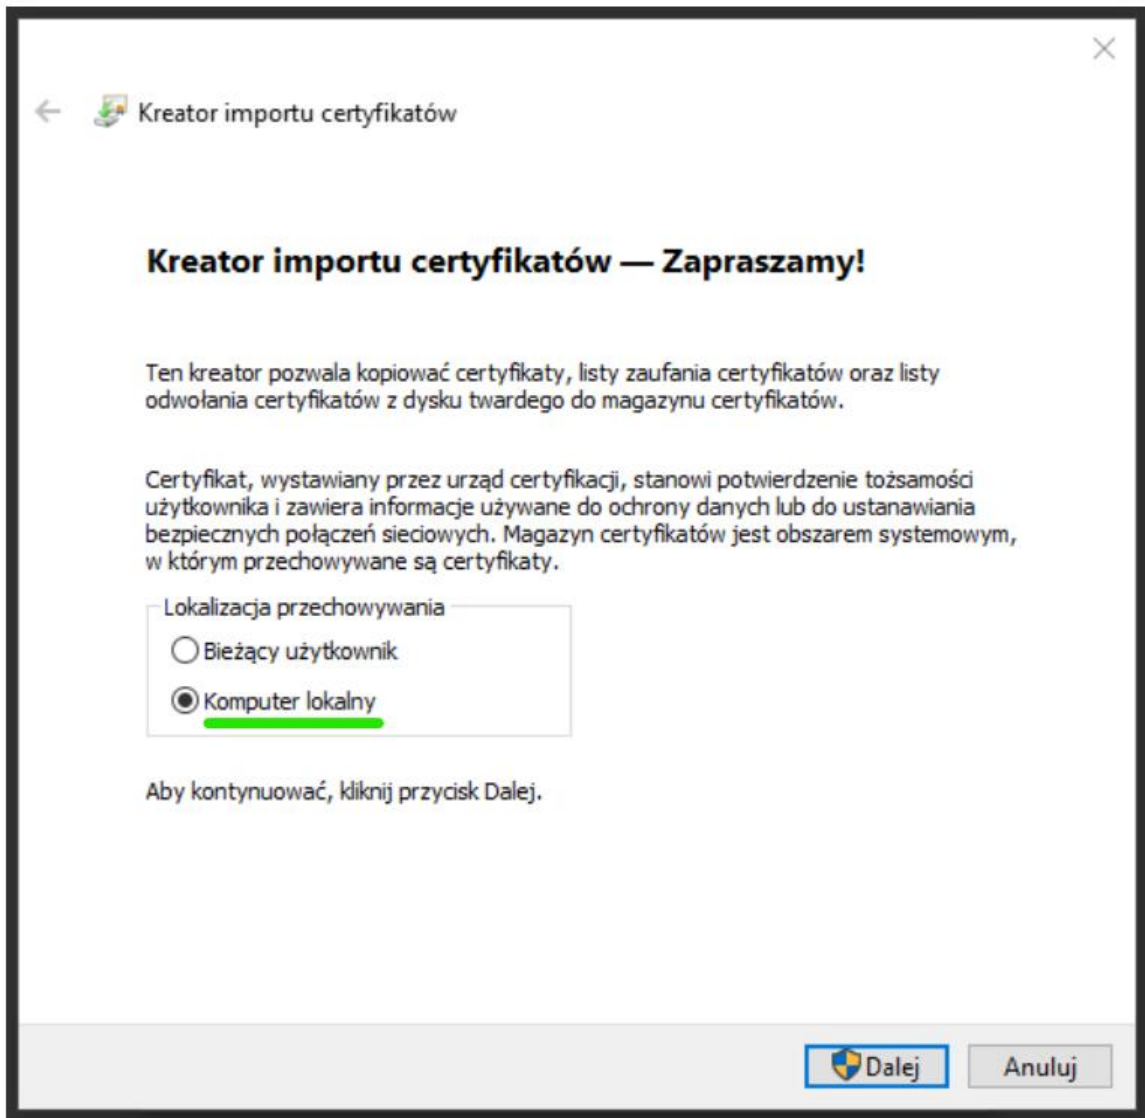 Kreator importu certyfikatów
Kreator importu certyfikatów — Zapraszamy!
Ten kreator pozwala kopiować certyfikaty, listy zaufania certyfikatów oraz listy
odwołania certyfikatów z dysku twardego do magazynu certyfikatów.
Certyfikat, wystawiany przez urząd certyfikacji, stanowi potwierdzenie tożsamości
użytkownika i zawiera informacje używane do ochrony danych lub do ustanawiania
bezpiecznych połączeń sieciowych. Magazyn certyfikatów jest obszarem systemowym,
w którym przechowywane są certyfikaty.
Lokalizacja przechowywania
Bieżący użytkownik
Komputer lokalny
Aby kontynuować, kliknij przycisk Dalej.
Dalej Anuluj